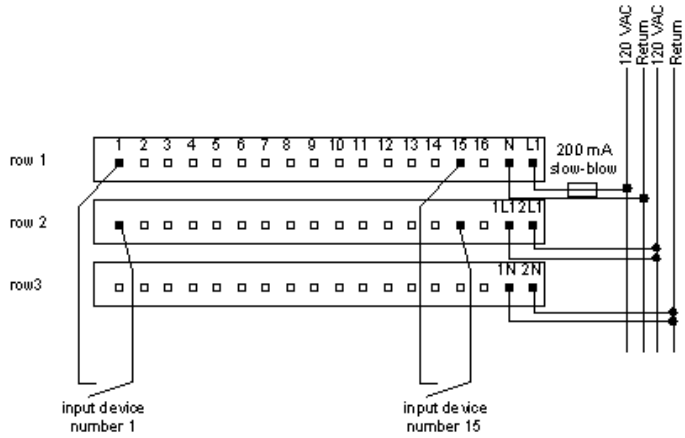 120 VAC
Return
120 VAC
Return
1 2 3 4 5 6 7 8 9 10 11 12 13 14 15 16 N L1
row 1
200 mA
slow-blow
1L1 2L1
row 2
1N 2N
row3
input device
number 1
input device
number 15